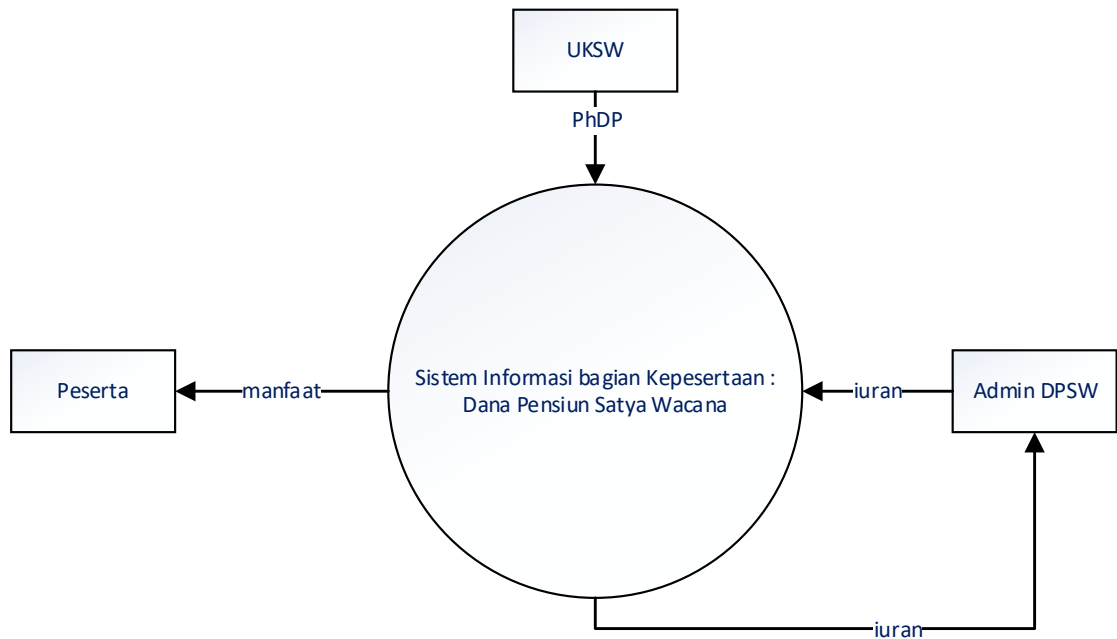 UKSW
PhDP
Peserta
manfaat
Sistem Informasi bagian Kepesertaan :
Dana Pensiun Satya Wacana
iuran
Admin DPSW
iuran